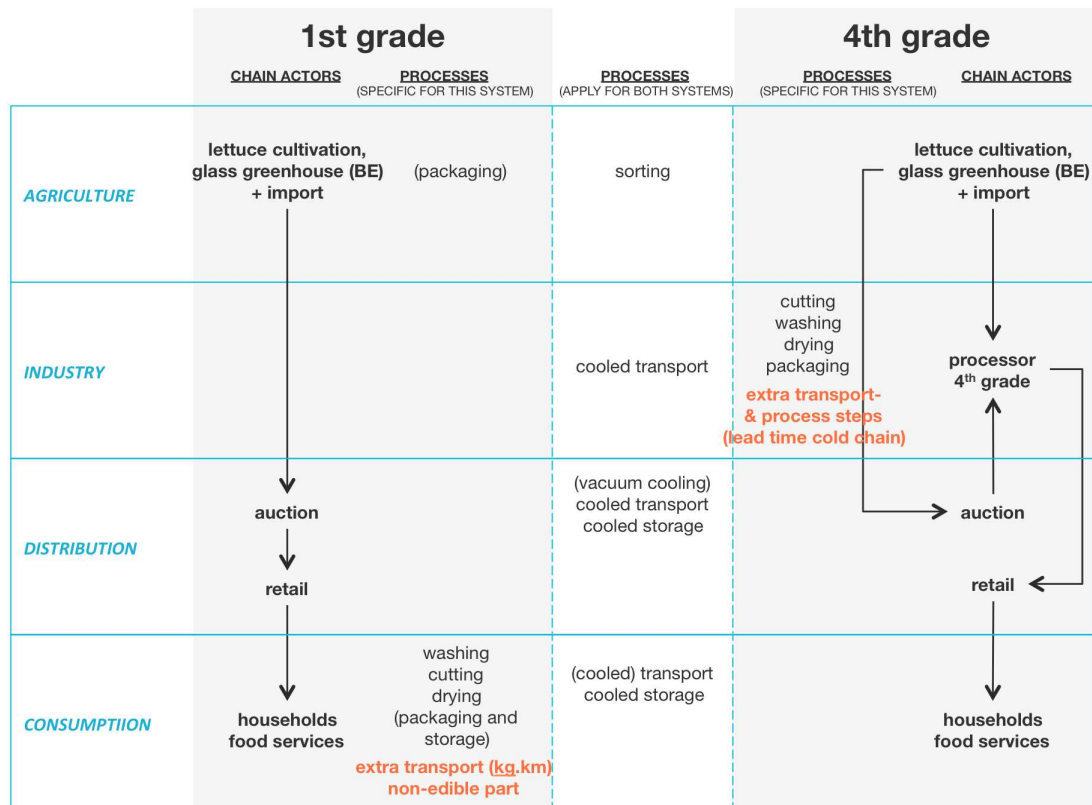 1st grade
4th grade
CHAIN ACTORS
PROCESSES
(SPECIFIC FOR THIS SYSTEM)
PROCESSES
(APPLY FOR BOTH SYSTEMS)
PROCESSES
(SPECIFIC FOR THIS SYSTEM)
CHAIN ACTORS
AGRICULTURE
lettuce cultivation,
glass greenhouse (BE)
+ import
(packaging)
sorting
lettuce cultivation,
glass greenhouse (BE)
+ import
INDUSTRY
cooled transport
cutting
washing
drying
packaging
extra transport-
& process steps
(lead time cold chain)
processor
4th grade
DISTRIBUTION
auction
retail
(vacuum cooling)
cooled transport
cooled storage
auction
retail
CONSUMPTIION
households
food services
washing
cutting
drying
(packaging and
storage)
extra transport (kg.km)
non-edible part
(cooled) transport
cooled storage
households
food services